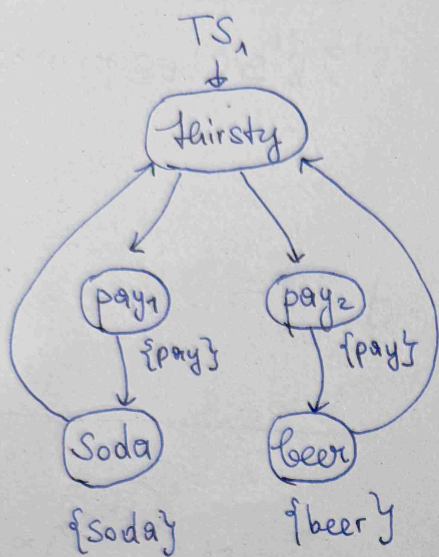 TS₁
thirsty
pay₁ pay₂
{pay} {pay}
Soda beer
{Soda} {beer}